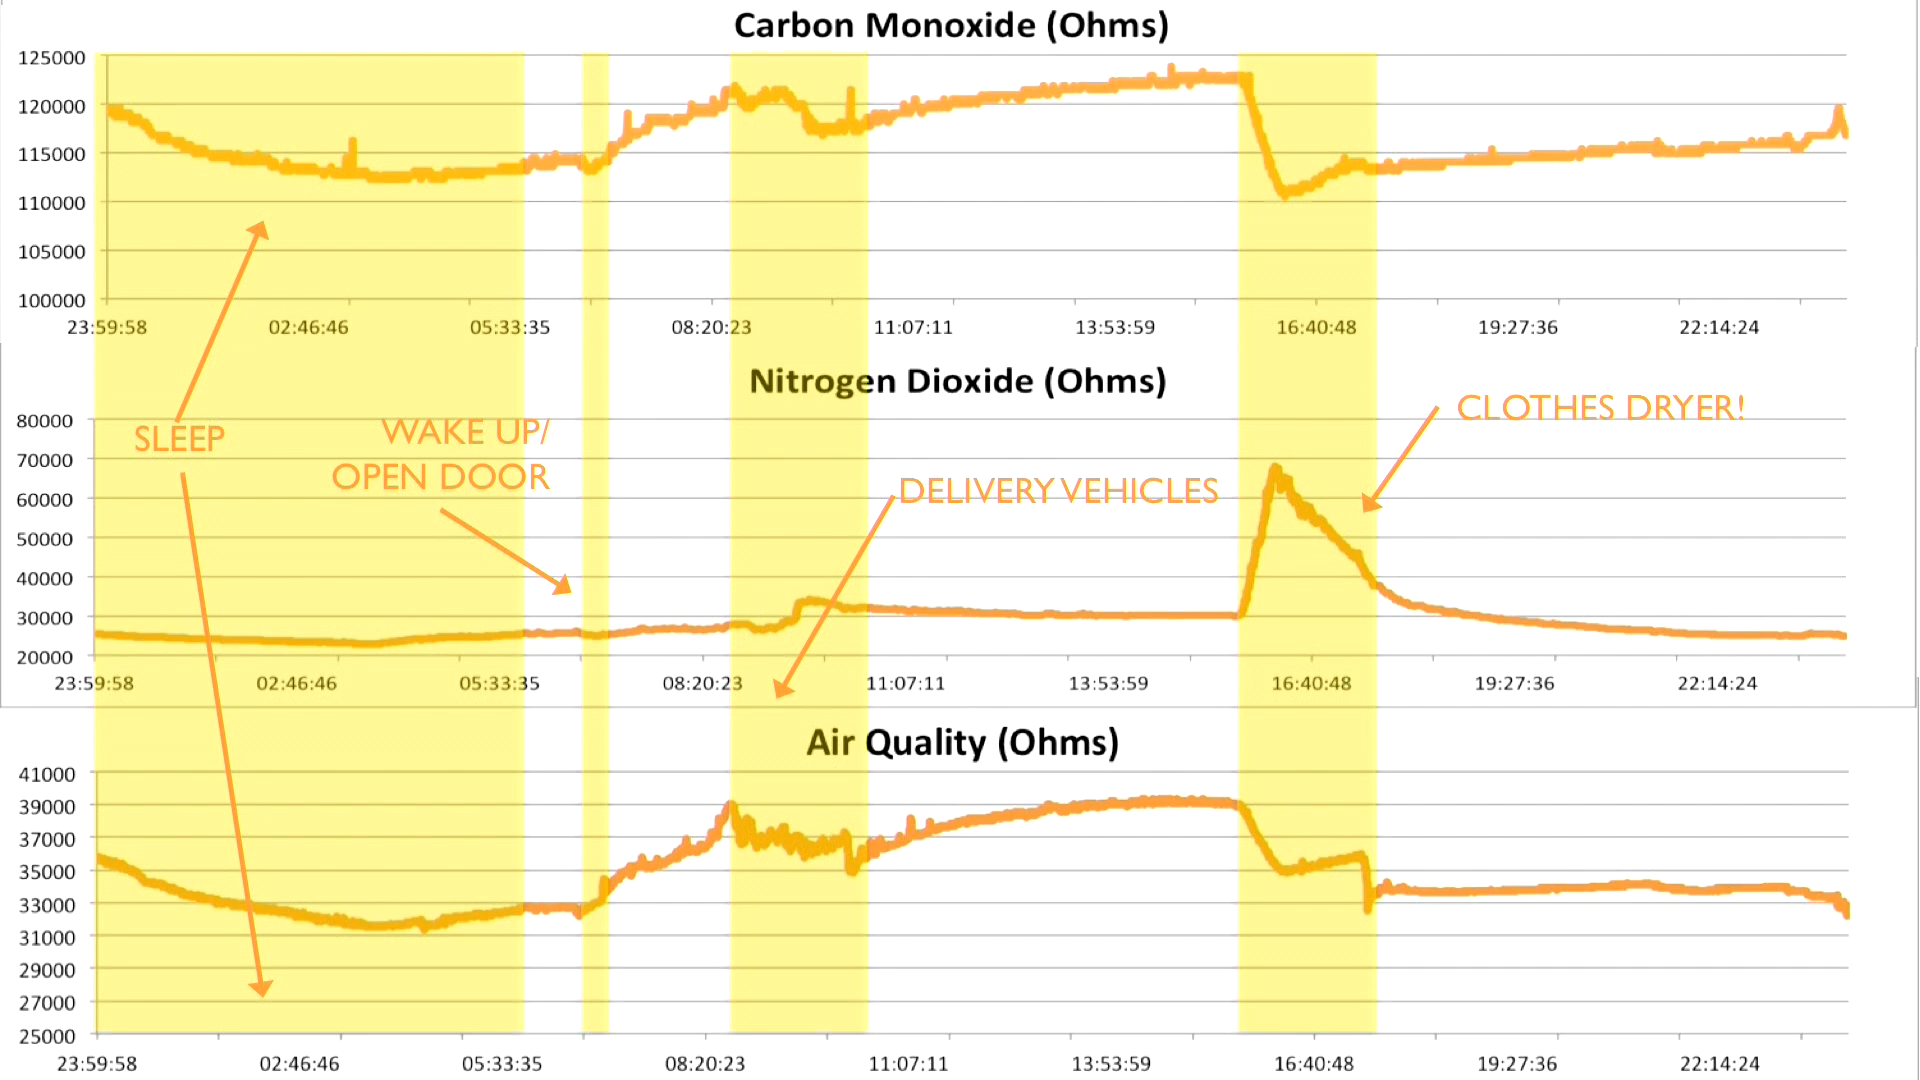 Carbon Monoxide (Ohms)
125000
120000
115000
110000
105000
100000
23:59:58 02:46:46 05:33:35 08:20:23 11:07:11 13:53:59 16:40:48 19:27:36 22:14:24
Nitrogen Dioxide (Ohms)
80000
70000
60000
50000
40000
30000
20000
SLEEP
WAKE UP/
OPEN DOOR
DELIVERY VEHICLES
CLOTHES DRYER!
23:59:58 02:46:46 05:33:35 08:20:23 11:07:11 13:53:59 16:40:48 19:27:36 22:14:24
Air Quality (Ohms)
41000
39000
37000
35000
33000
31000
29000
27000
25000
23:59:58 02:46:46 05:33:35 08:20:23 11:07:11 13:53:59 16:40:48 19:27:36 22:14:24